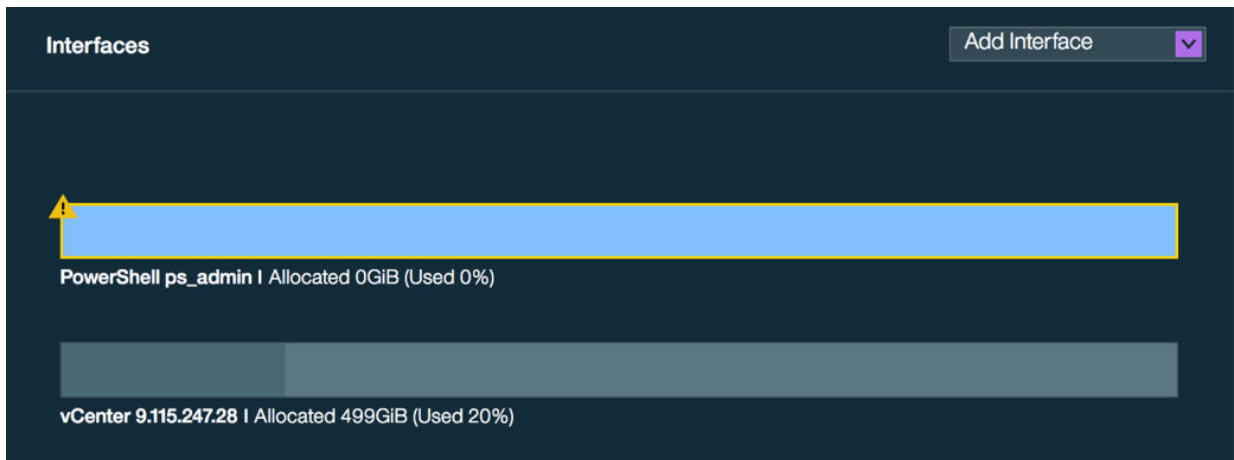 Interfaces
Add Interface
PowerShell ps_admin | Allocated 0GiB (Used 0%)
vCenter 9.115.247.28 | Allocated 499GiB (Used 20%)